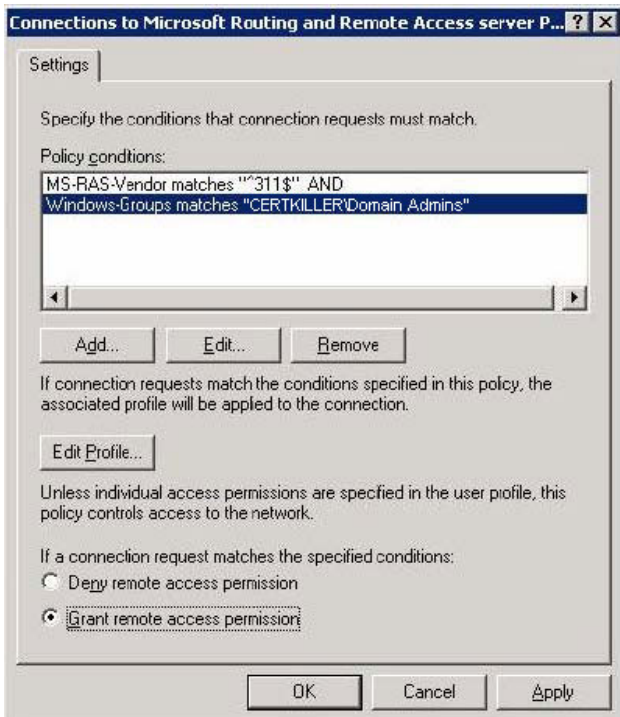 Connections to Microsoft Routing and Remote Access server P...
Settings
Specify the conditions that connection requests must match.
Policy condtions:
MS-RAS-Vendor matches "^311$" AND
Windows-Groups matches "CERTKILLER\Domain Admins"
Add...
Edit...
Remove
If connection requests match the conditions specified in this policy, the
associated profile will be applied to the connection.
Edit Profile...
Unless individual access permissions are specified in the user profile, this
policy controls access to the network.
If a connection request matches the specified conditions:
Deny remote access permission
Grant remote access permission
OK
Cancel
Apply